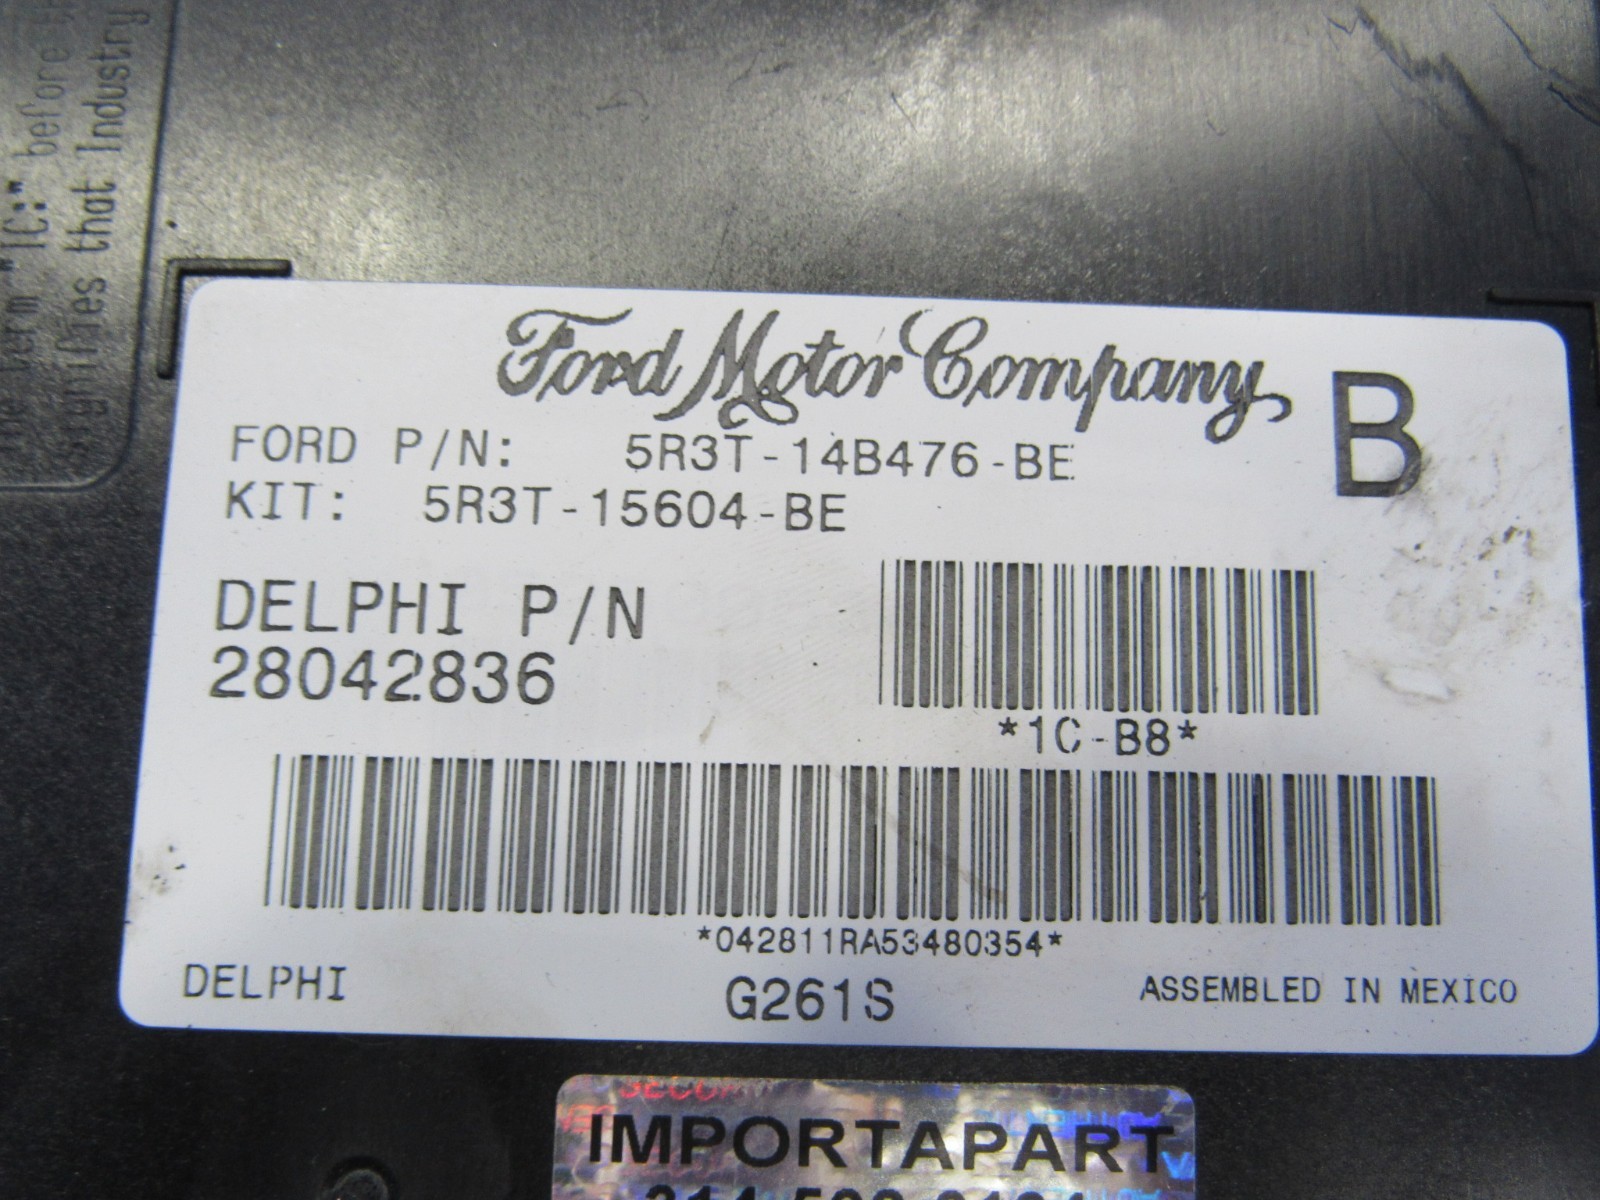 "IC:" before
signifies that Industry
Ford Motor Company
B
FORD P/N: 5R3T-14B476-BE
KIT: 5R3T-15604-BE
DELPHI P/N
28042836
*1C-B8*
*042811RA53480354*
DELPHI G261S ASSEMBLED IN MEXICO
IMPORTAPART